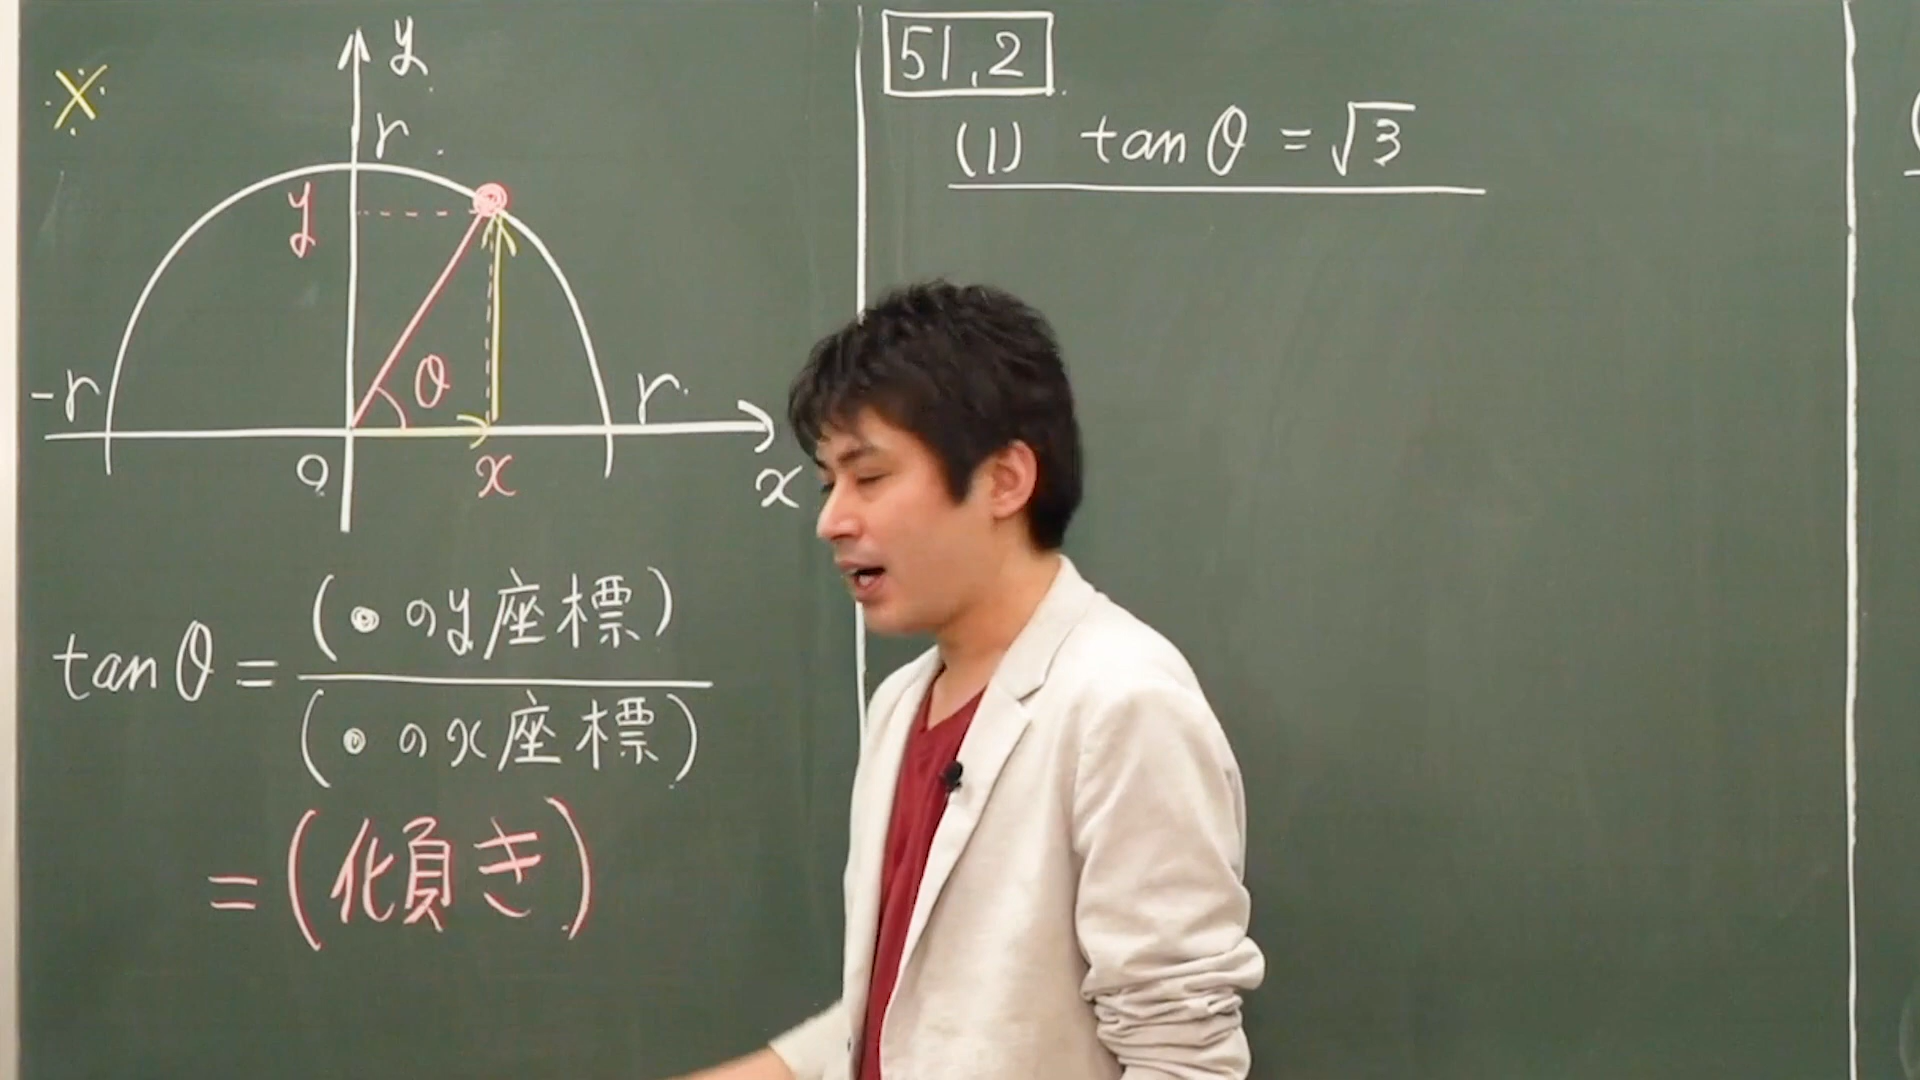 ※
y
r
y
θ
-r
r
O
x
x
tanθ = (●のy座標)/(●のx座標)
=(傾き)
51,2
(1) tanθ = √3